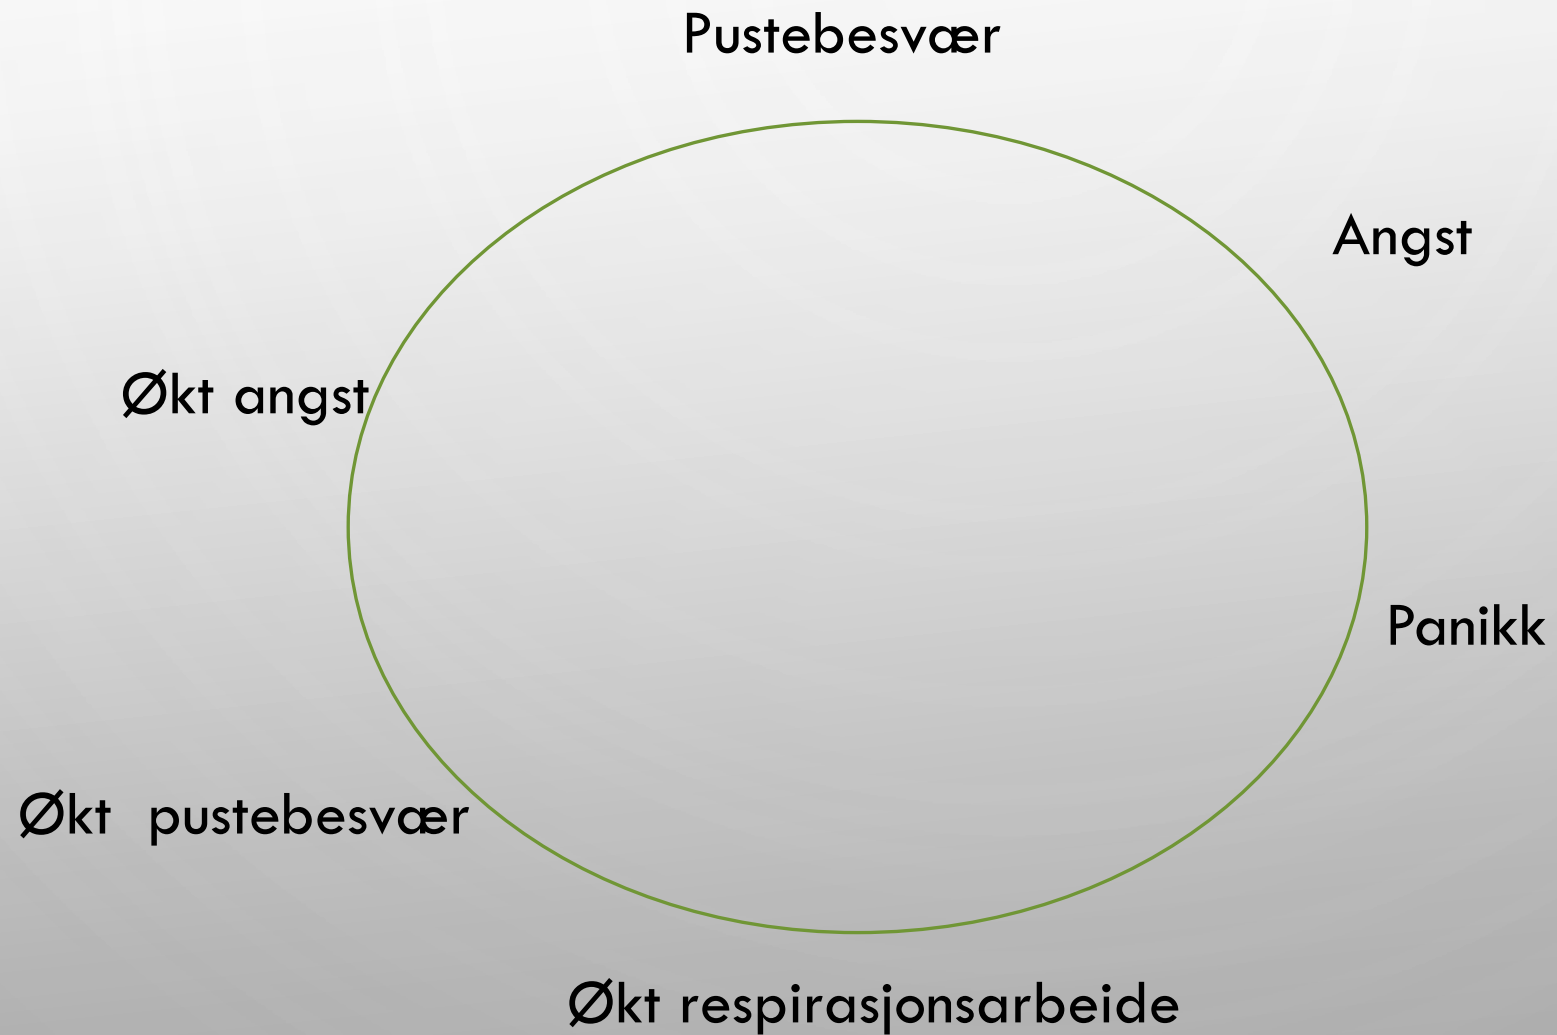 Pustebesvær
Angst
Panikk
Økt respirasjonsarbeide
Økt  pustebesvær
Økt angst